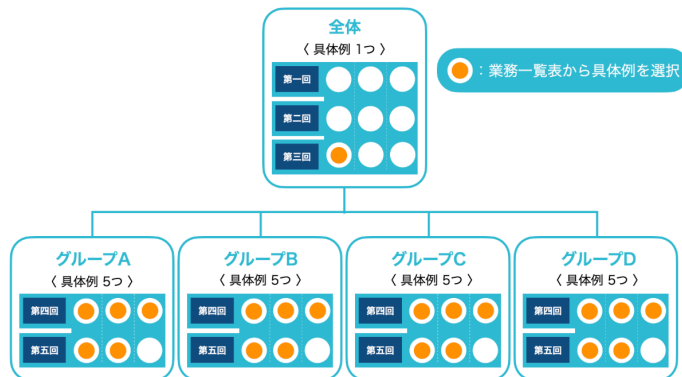 全体
〈 具体例 1つ 〉
第一回
第二回
第三回
：業務一覧表から具体例を選択
グループA
〈 具体例 5つ 〉
第四回
第五回
グループB
〈 具体例 5つ 〉
第四回
第五回
グループC
〈 具体例 5つ 〉
第四回
第五回
グループD
〈 具体例 5つ 〉
第四回
第五回